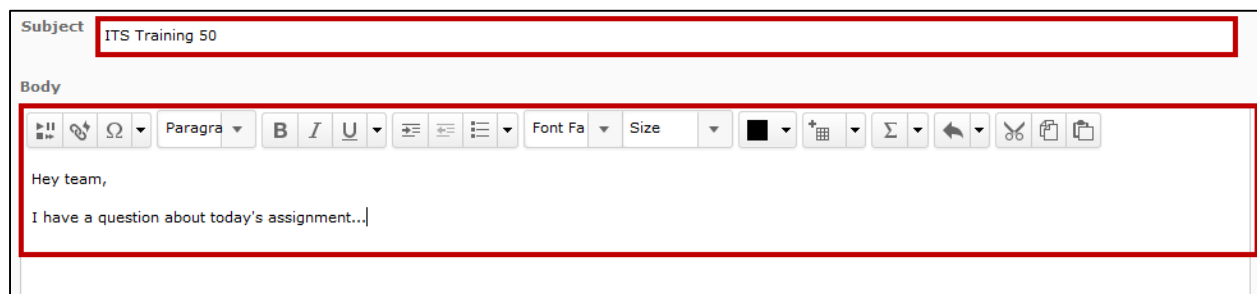 Subject
ITS Training 50
Body
Ω Paragra B I U Font Fa Size Σ
Hey team,
I have a question about today's assignment...